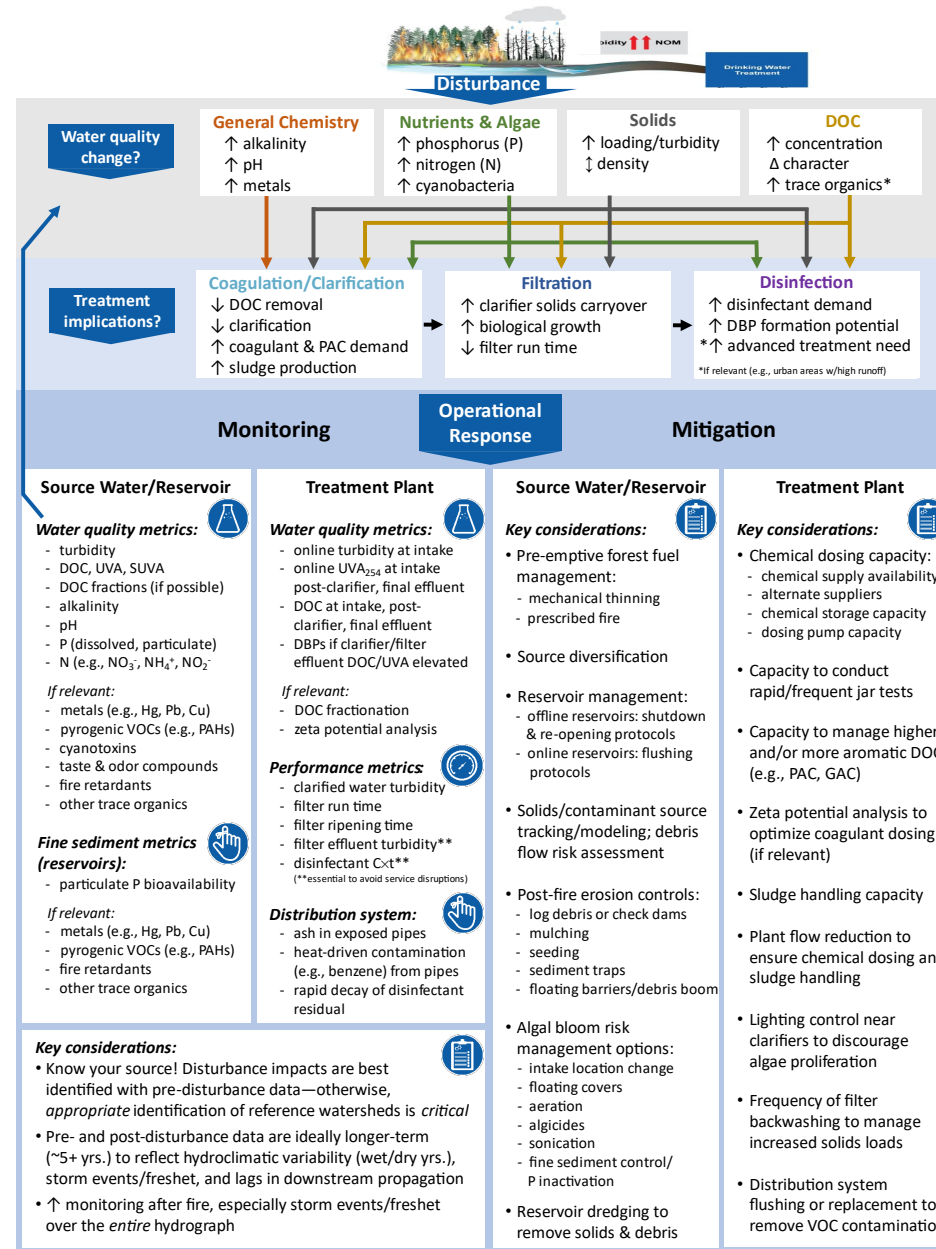 bidity NOM
Drinking Water
Treatment
Disturbance
Water quality
change?
General Chemistry
↑ alkalinity
↑ pH
↑ metals
Nutrients & Algae
↑ phosphorus (P)
↑ nitrogen (N)
↑ cyanobacteria
Solids
↑ loading/turbidity
↕ density
DOC
↑ concentration
Δ character
↑ trace organics*
Treatment
implications?
Coagulation/Clarification
↓ DOC removal
↓ clarification
↑ coagulant & PAC demand
↑ sludge production
Filtration
↑ clarifier solids carryover
↑ biological growth
↓ filter run time
Disinfection
↑ disinfectant demand
↑ DBP formation potential
*↑ advanced treatment need
*If relevant (e.g., urban areas w/high runoff)
Monitoring
Operational
Response
Mitigation
Source Water/Reservoir
Water quality metrics:
- turbidity
- DOC, UVA, SUVA
- DOC fractions (if possible)
- alkalinity
- pH
- P (dissolved, particulate)
- N (e.g., NO₃⁻, NH₄⁺, NO₂⁻
If relevant:
- metals (e.g., Hg, Pb, Cu)
- pyrogenic VOCs (e.g., PAHs)
- cyanotoxins
- taste & odor compounds
- fire retardants
- other trace organics
Fine sediment metrics
(reservoirs):
- particulate P bioavailability
If relevant:
- metals (e.g., Hg, Pb, Cu)
- pyrogenic VOCs (e.g., PAHs)
- fire retardants
- other trace organics
Treatment Plant
Water quality metrics:
- online turbidity at intake
- online UVA₂₅₄ at intake
post-clarifier, final effluent
- DOC at intake, post-
clarifier, final effluent
- DBPs if clarifier/filter
effluent DOC/UVA elevated
If relevant:
- DOC fractionation
- zeta potential analysis
Performance metrics:
- clarified water turbidity
- filter run time
- filter ripening time
- filter effluent turbidity**
- disinfectant C×t**
(**essential to avoid service disruptions)
Distribution system:
- ash in exposed pipes
- heat-driven contamination
(e.g., benzene) from pipes
- rapid decay of disinfectant
residual
Key considerations:
• Know your source! Disturbance impacts are best
identified with pre-disturbance data—otherwise,
appropriate identification of reference watersheds is critical
• Pre- and post-disturbance data are ideally longer-term
(~5+ yrs.) to reflect hydroclimatic variability (wet/dry yrs.),
storm events/freshet, and lags in downstream propagation
• ↑ monitoring after fire, especially storm events/freshet
over the entire hydrograph
Source Water/Reservoir
Key considerations:
• Pre-emptive forest fuel
management:
- mechanical thinning
- prescribed fire
• Source diversification
• Reservoir management:
- offline reservoirs: shutdown
& re-opening protocols
- online reservoirs: flushing
protocols
• Solids/contaminant source
tracking/modeling; debris
flow risk assessment
• Post-fire erosion controls:
- log debris or check dams
- mulching
- seeding
- sediment traps
- floating barriers/debris boom
• Algal bloom risk
management options:
- intake location change
- floating covers
- aeration
- algicides
- sonication
- fine sediment control/
P inactivation
• Reservoir dredging to
remove solids & debris
Treatment Plant
Key considerations:
• Chemical dosing capacity:
- chemical supply availability
- alternate suppliers
- chemical storage capacity
- dosing pump capacity
• Capacity to conduct
rapid/frequent jar tests
• Capacity to manage higher
and/or more aromatic DOC
(e.g., PAC, GAC)
• Zeta potential analysis to
optimize coagulant dosing
(if relevant)
• Sludge handling capacity
• Plant flow reduction to
ensure chemical dosing an
sludge handling
• Lighting control near
clarifiers to discourage
algae proliferation
• Frequency of filter
backwashing to manage
increased solids loads
• Distribution system
flushing or replacement to
remove VOC contaminatio